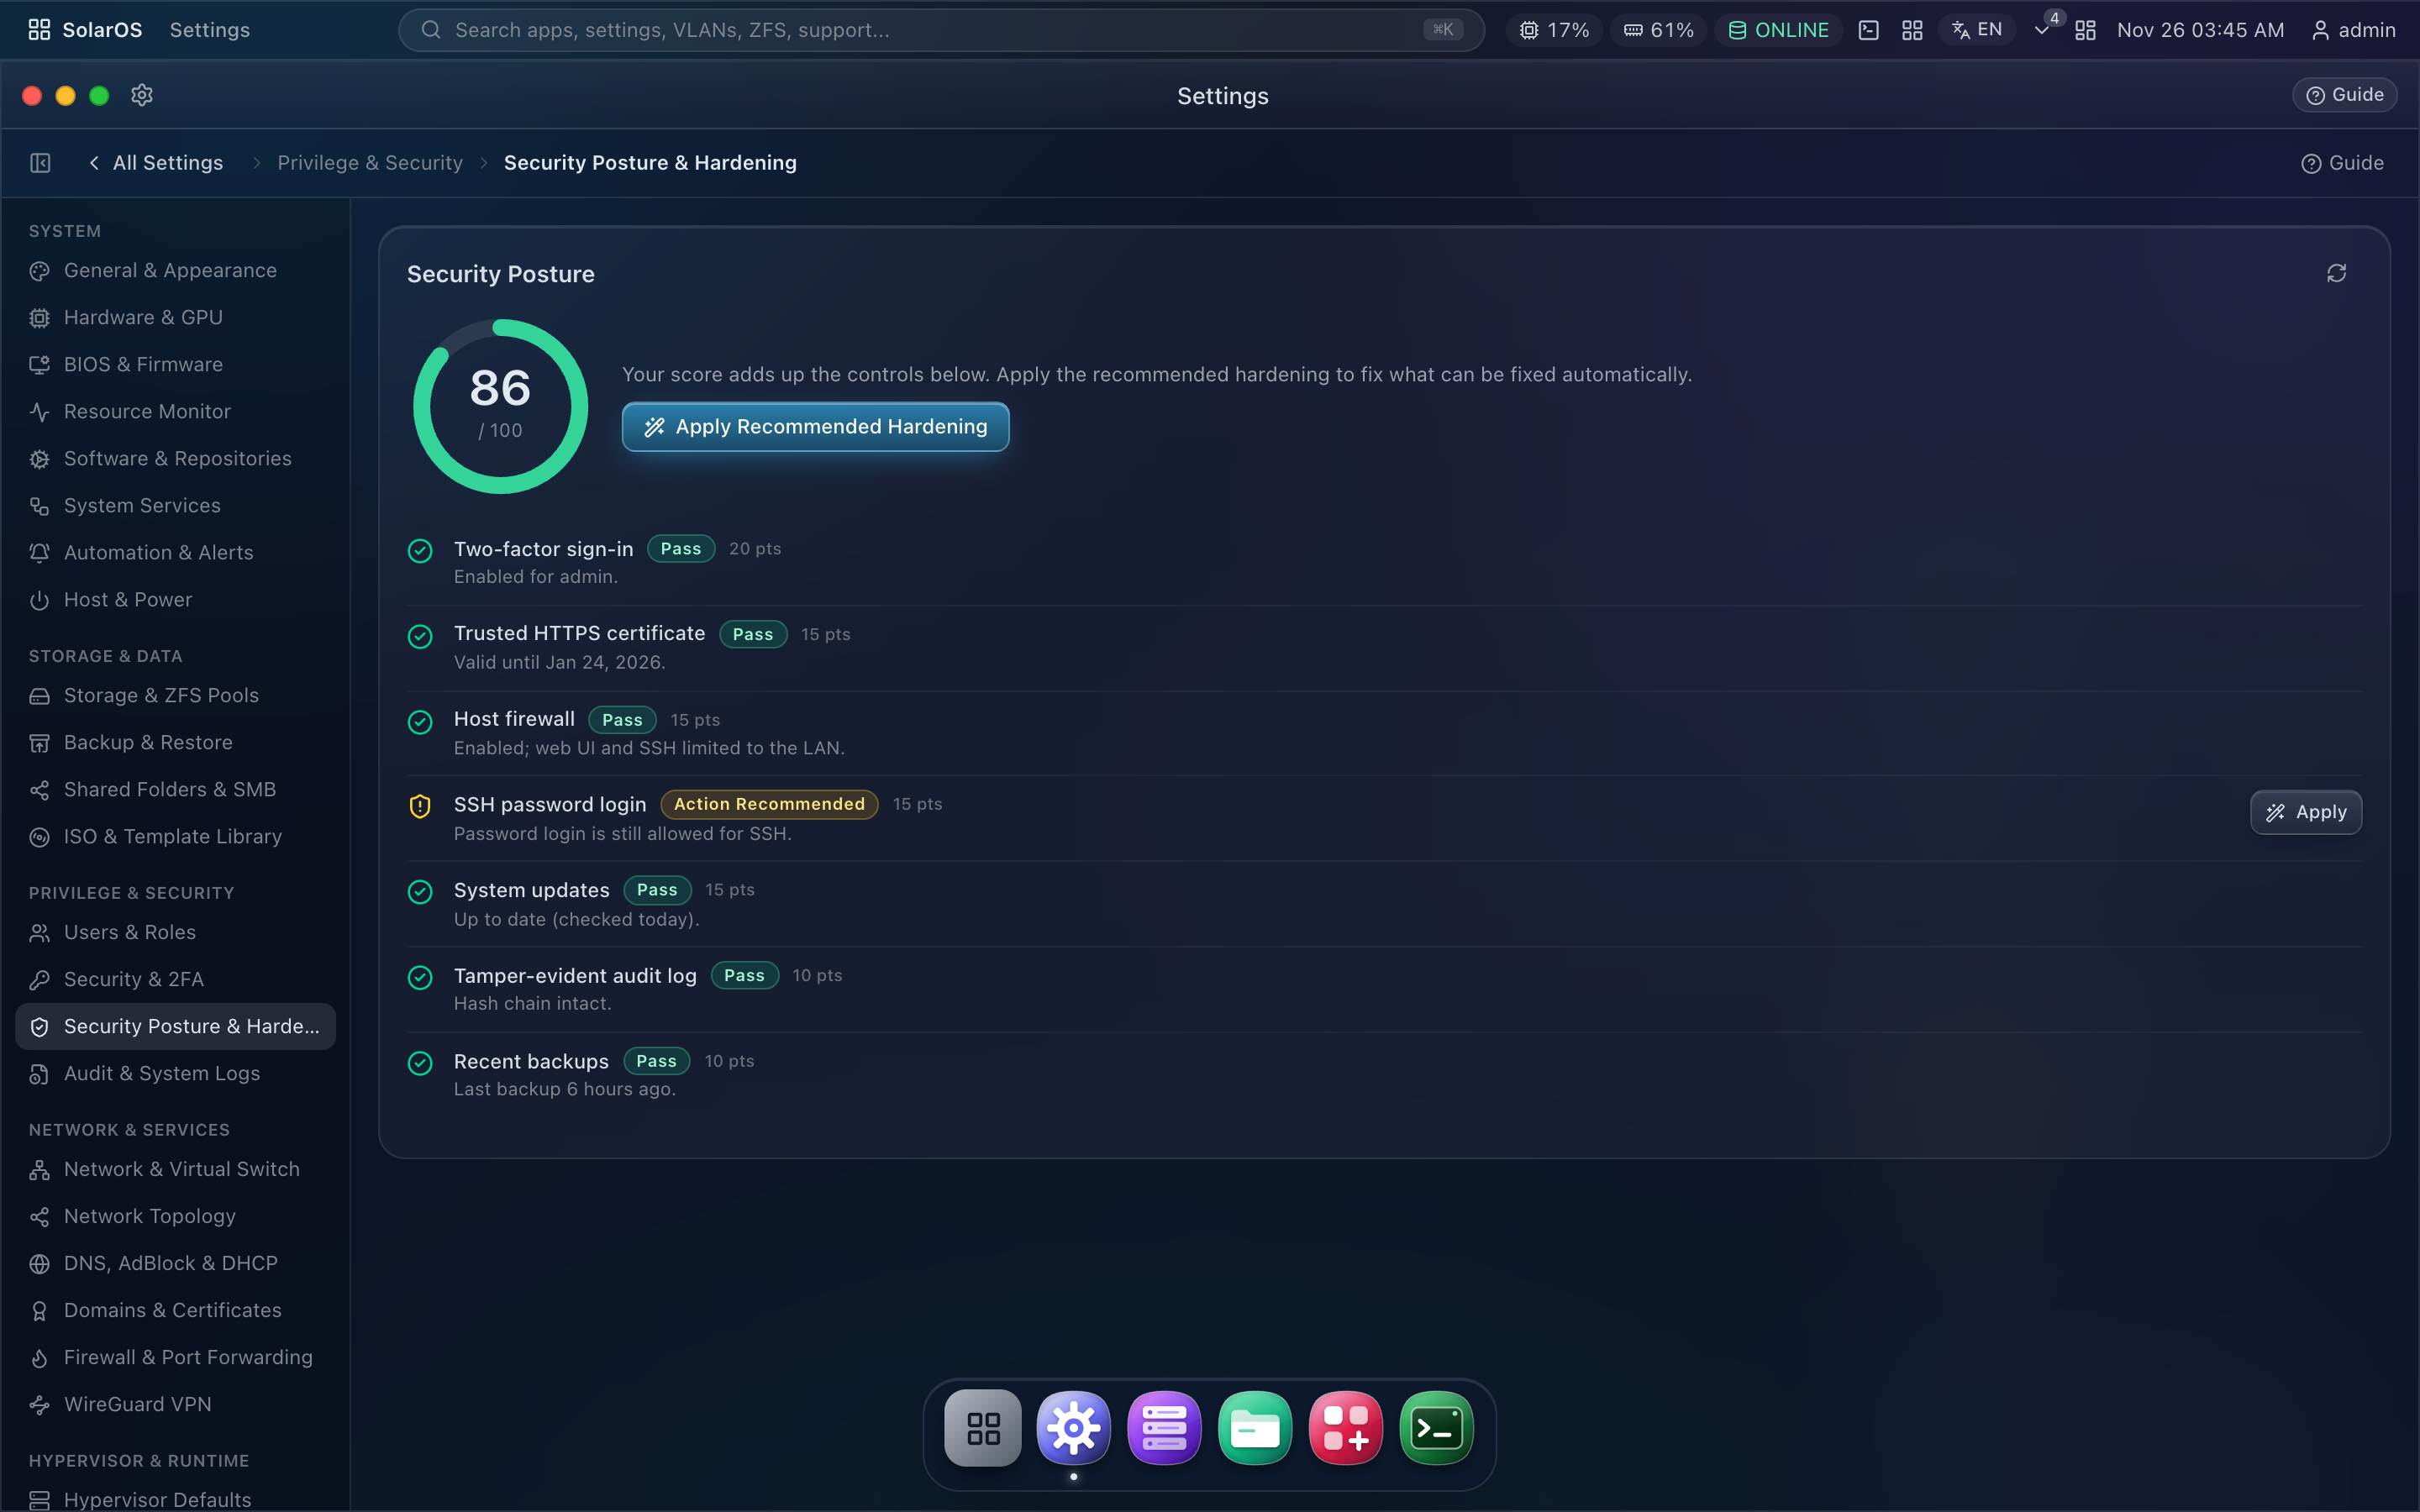 SolarOS Settings Search apps, settings, VLANs, ZFS, support... ⌘K 17% 61% ONLINE EN 4 Nov 26 03:45 AM admin
Settings Guide
All Settings Privilege & Security Security Posture & Hardening Guide
SYSTEM
General & Appearance
Hardware & GPU
BIOS & Firmware
Resource Monitor
Software & Repositories
System Services
Automation & Alerts
Host & Power
STORAGE & DATA
Storage & ZFS Pools
Backup & Restore
Shared Folders & SMB
ISO & Template Library
PRIVILEGE & SECURITY
Users & Roles
Security & 2FA
Security Posture & Harde...
Audit & System Logs
NETWORK & SERVICES
Network & Virtual Switch
Network Topology
DNS, AdBlock & DHCP
Domains & Certificates
Firewall & Port Forwarding
WireGuard VPN
HYPERVISOR & RUNTIME
Hypervisor Defaults
Security Posture
86
/ 100
Your score adds up the controls below. Apply the recommended hardening to fix what can be fixed automatically.
Apply Recommended Hardening
Two-factor sign-in Pass 20 pts
Enabled for admin.
Trusted HTTPS certificate Pass 15 pts
Valid until Jan 24, 2026.
Host firewall Pass 15 pts
Enabled; web UI and SSH limited to the LAN.
SSH password login Action Recommended 15 pts
Password login is still allowed for SSH.
Apply
System updates Pass 15 pts
Up to date (checked today).
Tamper-evident audit log Pass 10 pts
Hash chain intact.
Recent backups Pass 10 pts
Last backup 6 hours ago.